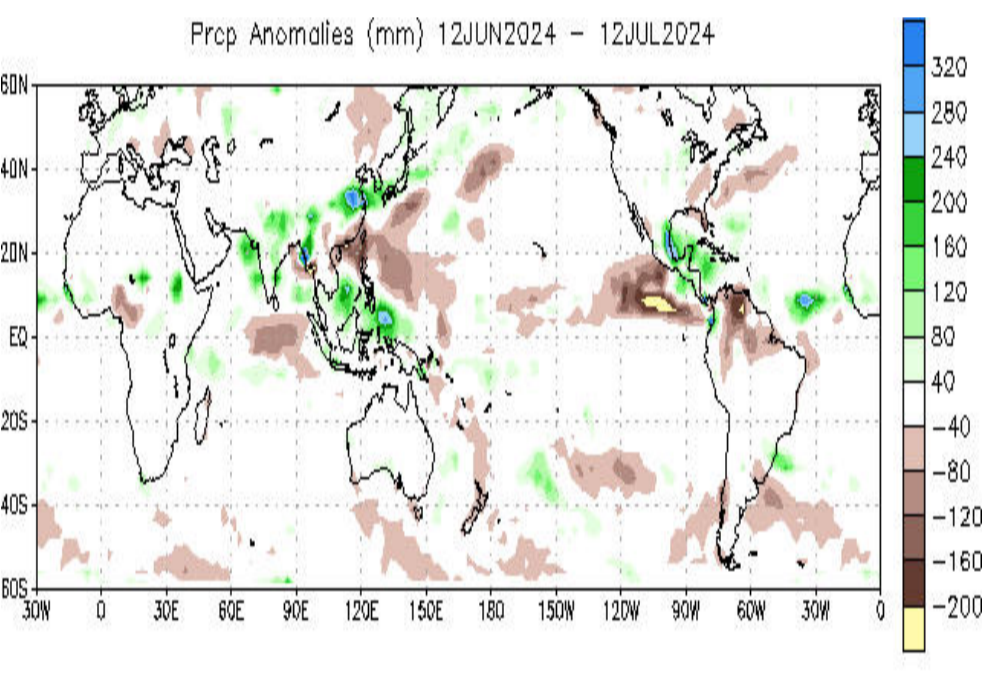 Prcp Anomalies (mm) 12JUN2024 – 12JUL2024
60N
40N
20N
EQ
20S
40S
60S
30W 0 30E 60E 90E 120E 150E 180 150W 120W 90W 60W 30W 0
320
280
240
200
160
120
80
40
−40
−80
−120
−160
−200